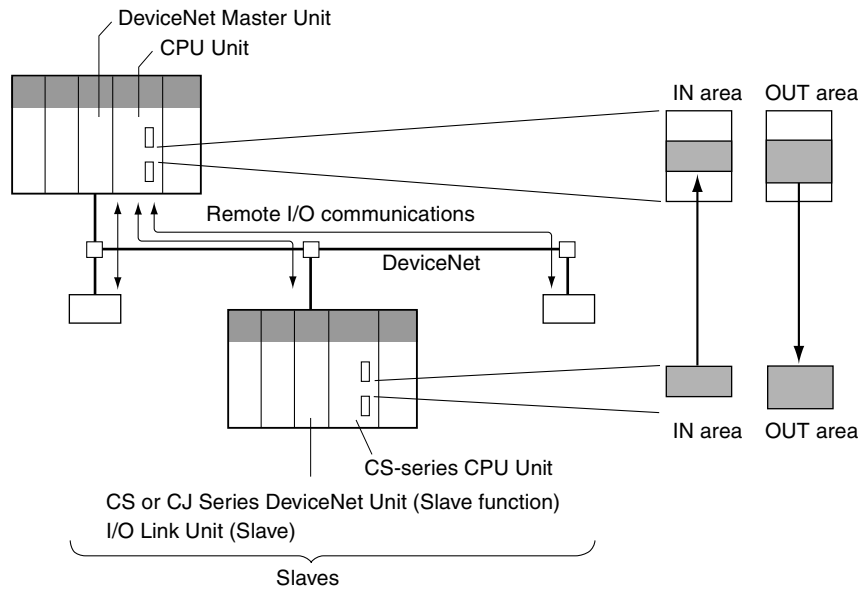 DeviceNet Master Unit
CPU Unit
IN area
OUT area
Remote I/O communications
DeviceNet
IN area
OUT area
CS-series CPU Unit
CS or CJ Series DeviceNet Unit (Slave function)
I/O Link Unit (Slave)
Slaves